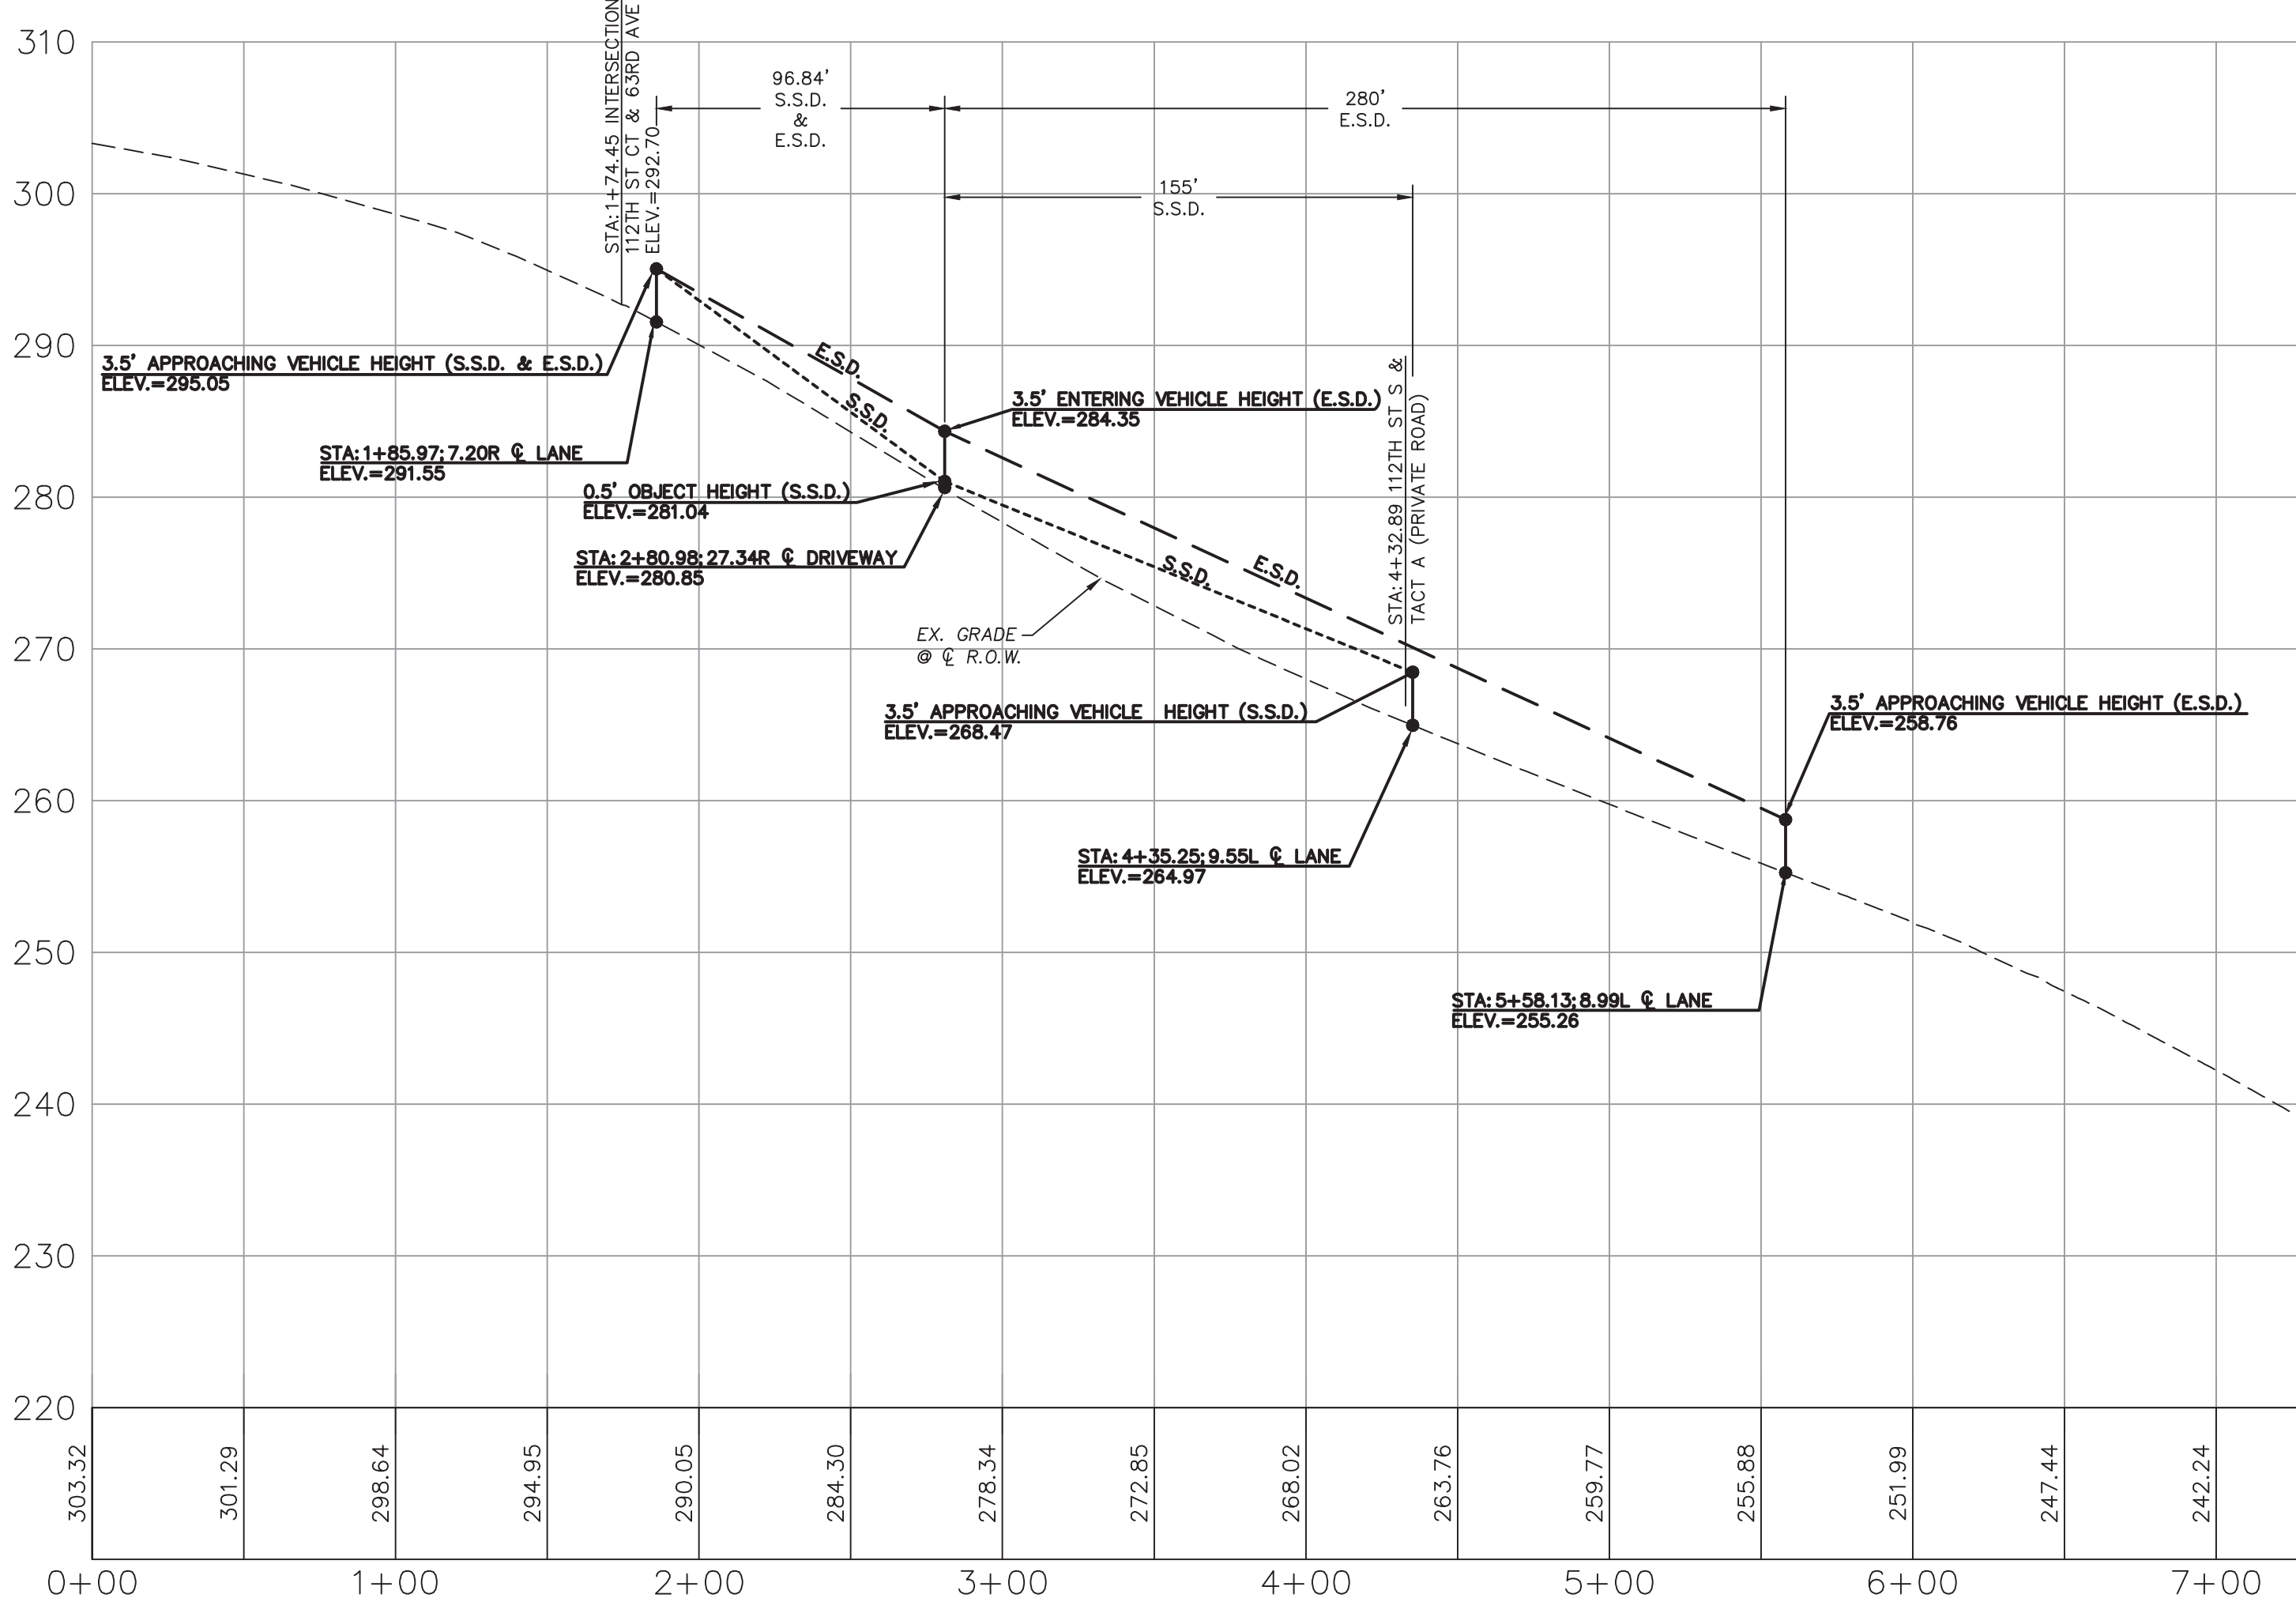 310
300
290
280
270
260
250
240
230
220
STA: 1+74.45 INTERSECTION
112TH ST CT & 63RD AVE
ELEV.=292.70
96.84'
S.S.D.
&
E.S.D.
280'
E.S.D.
155'
S.S.D.
3.5' APPROACHING VEHICLE HEIGHT (S.S.D. & E.S.D.)
ELEV.=295.05
E.S.D.
S.S.D.
3.5' ENTERING VEHICLE HEIGHT (E.S.D.)
ELEV.=284.35
STA: 1+85.97; 7.20R ℄ LANE
ELEV.=291.55
0.5' OBJECT HEIGHT (S.S.D.)
ELEV.=281.04
STA: 2+80.98; 27.34R ℄ DRIVEWAY
ELEV.=280.85
STA: 4+32.89 112TH ST S &
TACT A (PRIVATE ROAD)
S.S.D.
E.S.D.
EX. GRADE
@ ℄ R.O.W.
3.5' APPROACHING VEHICLE HEIGHT (S.S.D.)
ELEV.=268.47
3.5' APPROACHING VEHICLE HEIGHT (E.S.D.)
ELEV.=258.76
STA: 4+35.25; 9.55L ℄ LANE
ELEV.=264.97
STA: 5+58.13; 8.99L ℄ LANE
ELEV.=255.26
303.32
301.29
298.64
294.95
290.05
284.30
278.34
272.85
268.02
263.76
259.77
255.88
251.99
247.44
242.24
0+00 1+00 2+00 3+00 4+00 5+00 6+00 7+00